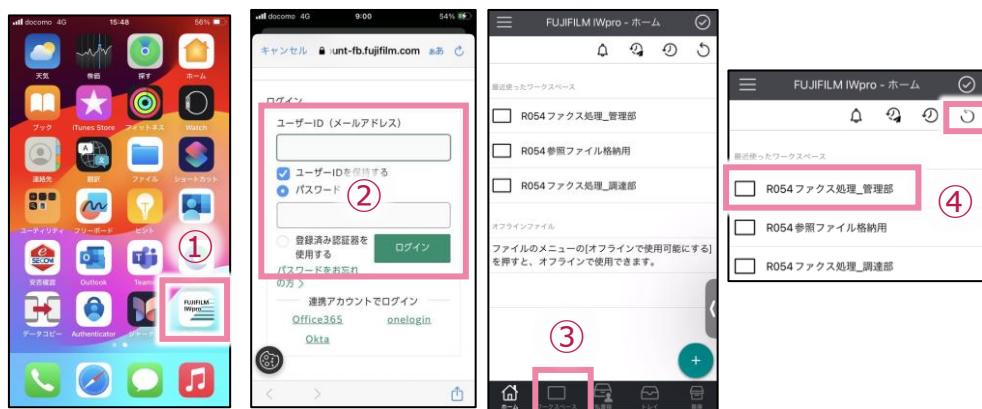 docomo 4G 15:48 56%
天気 株価 探す ホーム
ブック iTunes Store フィットネス Watch
連絡先 翻訳 ファイル ショートカット
ユーティリティ フリーボード ヒント
①
SECOM
安否確認 Outlook Teams
FUJIFILM
IWpro
データコピー Authenticator
docomo 4G 9:00 54%
キャンセル unt-fb.fujifilm.com ぁあ
ログイン
ユーザーID（メールアドレス）
ユーザーIDを保持する
パスワード
②
登録済み認証器を
使用する
ログイン
パスワードをお忘れ
の方 >
連携アカウントでログイン
Office365 onelogin
Okta
FUJIFILM IWpro - ホーム
最近使ったワークスペース
R054ファクス処理_管理部
R054参照ファイル格納用
R054ファクス処理_調達部
オフラインファイル
ファイルのメニューの[オフラインで使用可能にする]
を押すと、オフラインで使用できます。
③
+
ホーム ワークスペース トレイ
FUJIFILM IWpro - ホーム
最近使ったワークスペース
R054ファクス処理_管理部
④
R054参照ファイル格納用
R054ファクス処理_調達部